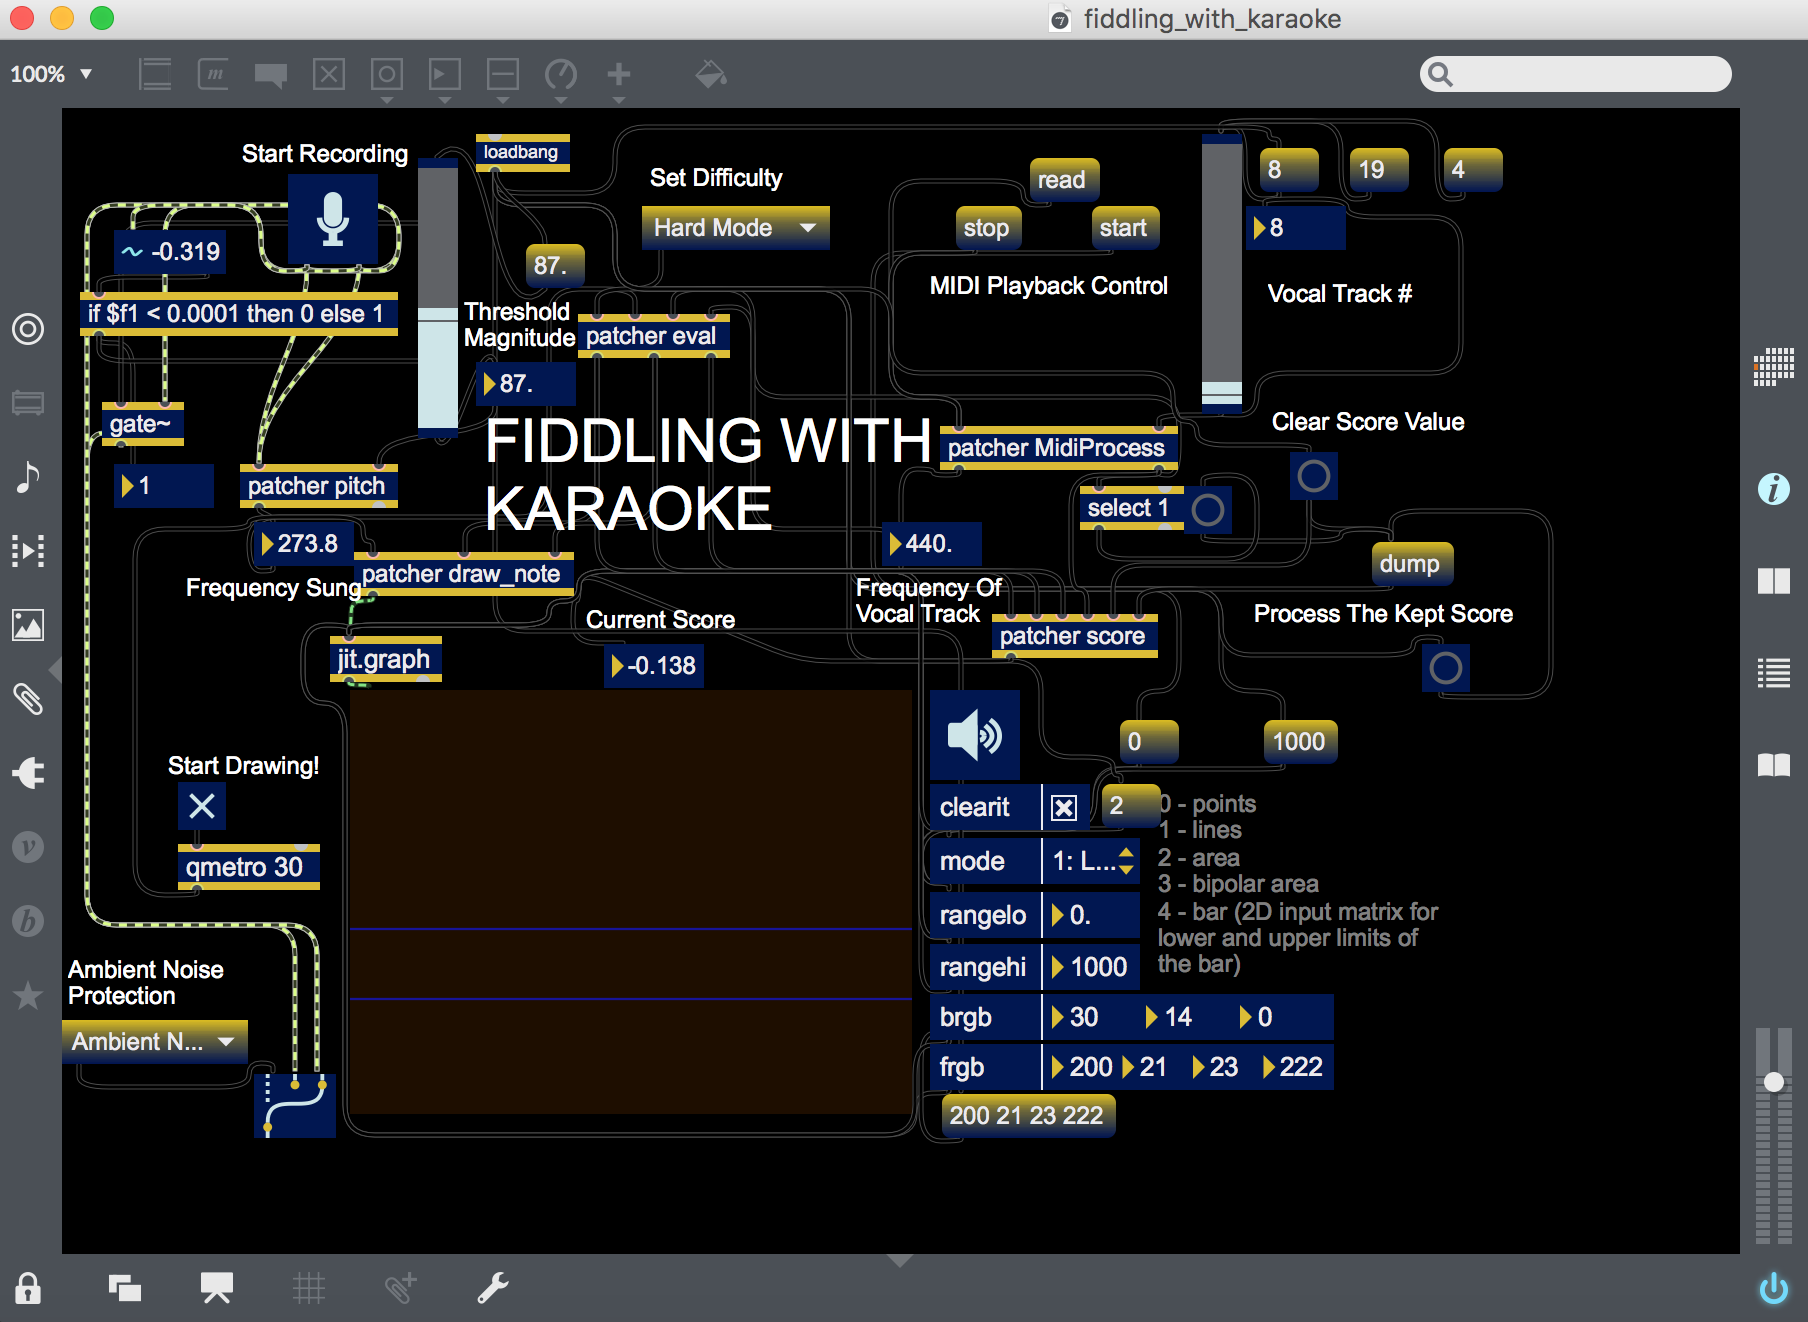 fiddling_with_karaoke
100%
Start Recording
loadbang
Set Difficulty
Hard Mode
read
stop
start
MIDI Playback Control
8
19
4
8
Vocal Track #
-0.319
87.
if $f1 < 0.0001 then 0 else 1
Threshold
Magnitude
patcher eval
87.
gate~
1
patcher pitch
FIDDLING WITH
KARAOKE
patcher MidiProcess
Clear Score Value
select 1
273.8
Frequency Sung
patcher draw_note
440.
Frequency Of
Vocal Track
dump
Process The Kept Score
Current Score
patcher score
jit.graph
-0.138
0
1000
Start Drawing!
qmetro 30
clearit
2
mode
1: L...
rangelo
0.
rangehi
1000
brgb
30
14
0
frgb
200
21
23
222
200 21 23 222
0 - points
1 - lines
2 - area
3 - bipolar area
4 - bar (2D input matrix for
lower and upper limits of
the bar)
Ambient Noise
Protection
Ambient N...